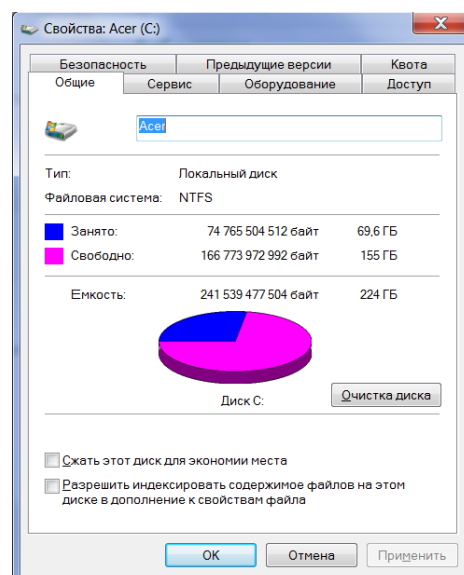 Свойства: Acer (C:)
Безопасность Предыдущие версии Квота
Общие Сервис Оборудование Доступ
Acer
Тип: Локальный диск
Файловая система: NTFS
Занято: 74 765 504 512 байт 69,6 ГБ
Свободно: 166 773 972 992 байт 155 ГБ
Емкость: 241 539 477 504 байт 224 ГБ
Диск C: Очистка диска
Сжать этот диск для экономии места
Разрешить индексировать содержимое файлов на этом
диске в дополнение к свойствам файла
ОК Отмена Применить